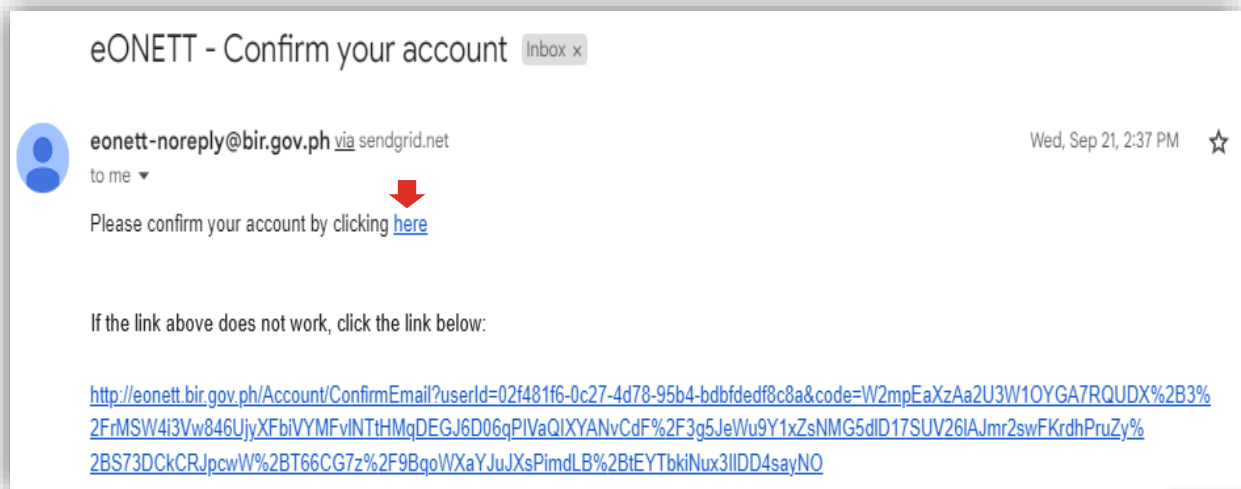 eONETT - Confirm your account Inbox x
eonett-noreply@bir.gov.ph via sendgrid.net Wed, Sep 21, 2:37 PM
to me
Please confirm your account by clicking here
If the link above does not work, click the link below:
http://eonett.bir.gov.ph/Account/ConfirmEmail?userId=02f481f6-0c27-4d78-95b4-bdbfdedf8c8a&code=W2mpEaXzAa2U3W1OYGA7RQUDX%2B3%
2FrMSW4i3Vw846UjyXFbiVYMFvlNTtHMqDEGJ6D06qPIVaQIXYANvCdF%2F3g5JeWu9Y1xZsNMG5dlD17SUV26lAJmr2swFKrdhPruZy%
2BS73DCkCRJpcwW%2BT66CG7z%2F9BqoWXaYJuJXsPimdLB%2BtEYTbkiNux3IlDD4sayNO